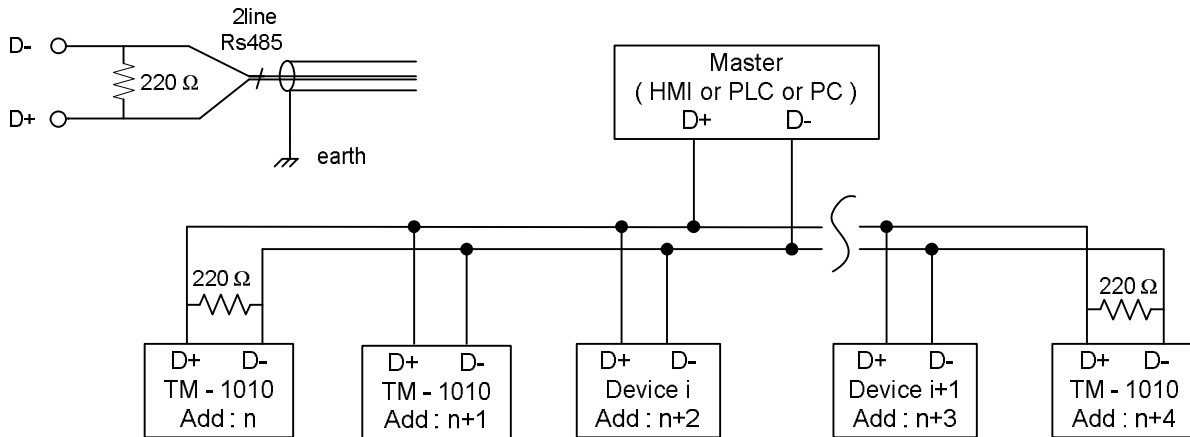 2line
Rs485
D-
220 Ω
D+
earth
Master
( HMI or PLC or PC )
D+ D-
220 Ω
220 Ω
D+ D-
TM - 1010
Add : n
D+ D-
TM - 1010
Add : n+1
D+ D-
Device i
Add : n+2
D+ D-
Device i+1
Add : n+3
D+ D-
TM - 1010
Add : n+4